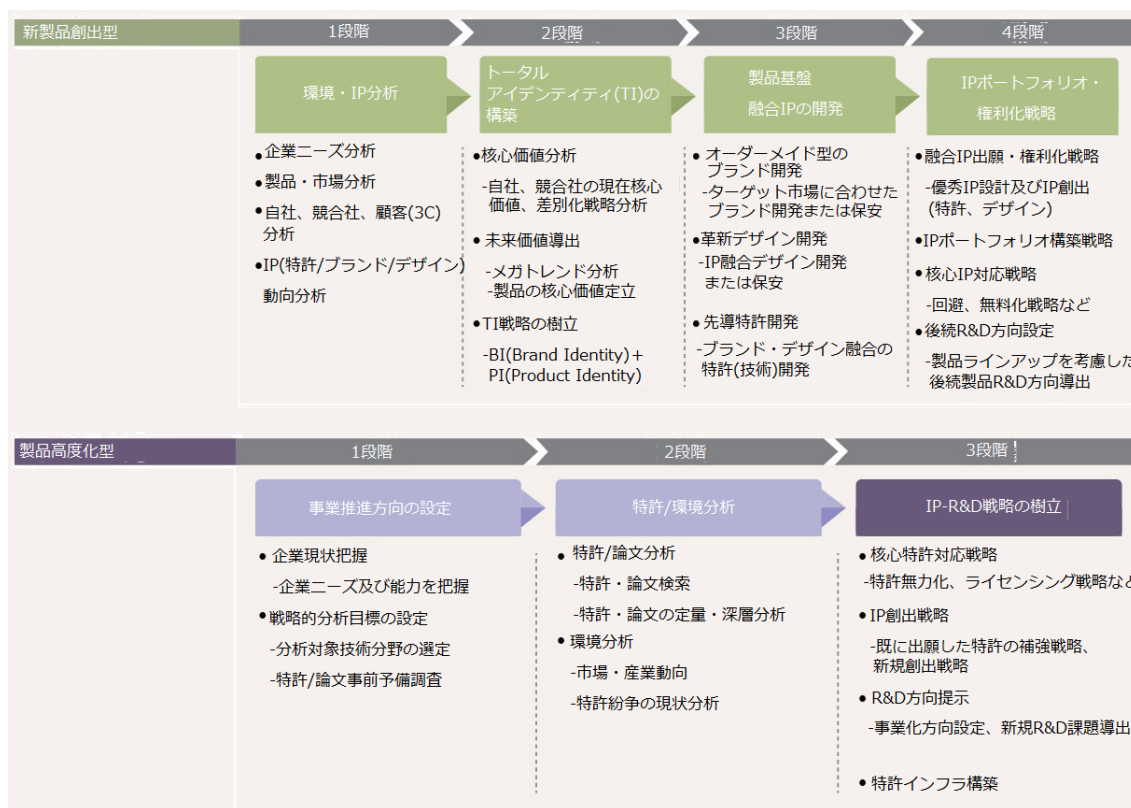 新製品創出型
1段階
2段階
3段階
4段階
環境・IP分析
トータル
アイデンティティ(TI)の
構築
製品基盤
融合IPの開発
IPポートフォリオ・
権利化戦略
●企業ニーズ分析
●製品・市場分析
●自社、競合社、顧客(3C)
分析
●IP(特許/ブランド/デザイン)
動向分析
●核心価値分析
-自社、競合社の現在核心
価値、差別化戦略分析
● 未来価値導出
-メガトレンド分析
-製品の核心価値定立
●TI戦略の樹立
-BI(Brand Identity)+
PI(Product Identity)
● オーダーメイド型の
ブランド開発
-ターゲット市場に合わせた
ブランド開発または保安
●革新デザイン開発
-IP融合デザイン開発
または保安
● 先導特許開発
-ブランド・デザイン融合の
特許(技術)開発
●融合IP出願・権利化戦略
-優秀IP設計及びIP創出
(特許、デザイン)
●IPポートフォリオ構築戦略
●核心IP対応戦略
-回避、無料化戦略など
●後続R&D方向設定
-製品ラインアップを考慮した
後続製品R&D方向導出
製品高度化型
1段階
2段階
3段階
事業推進方向の設定
特許/環境分析
IP-R&D戦略の樹立
● 企業現状把握
-企業ニーズ及び能力を把握
●戦略的分析目標の設定
-分析対象技術分野の選定
-特許/論文事前予備調査
● 特許/論文分析
-特許・論文検索
-特許・論文の定量・深層分析
● 環境分析
-市場・産業動向
-特許紛争の現状分析
● 核心特許対応戦略
-特許無力化、ライセンシング戦略など
● IP創出戦略
-既に出願した特許の補強戦略、
新規創出戦略
● R&D方向提示
-事業化方向設定、新規R&D課題導出
● 特許インフラ構築